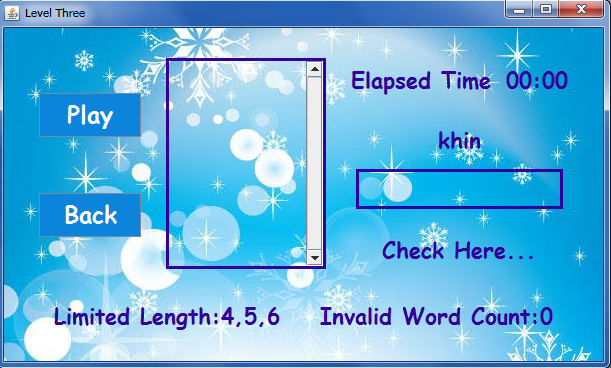 Level Three
Elapsed Time 00:00
Play
khin
Back
Check Here...
Limited Length:4,5,6 Invalid Word Count:0